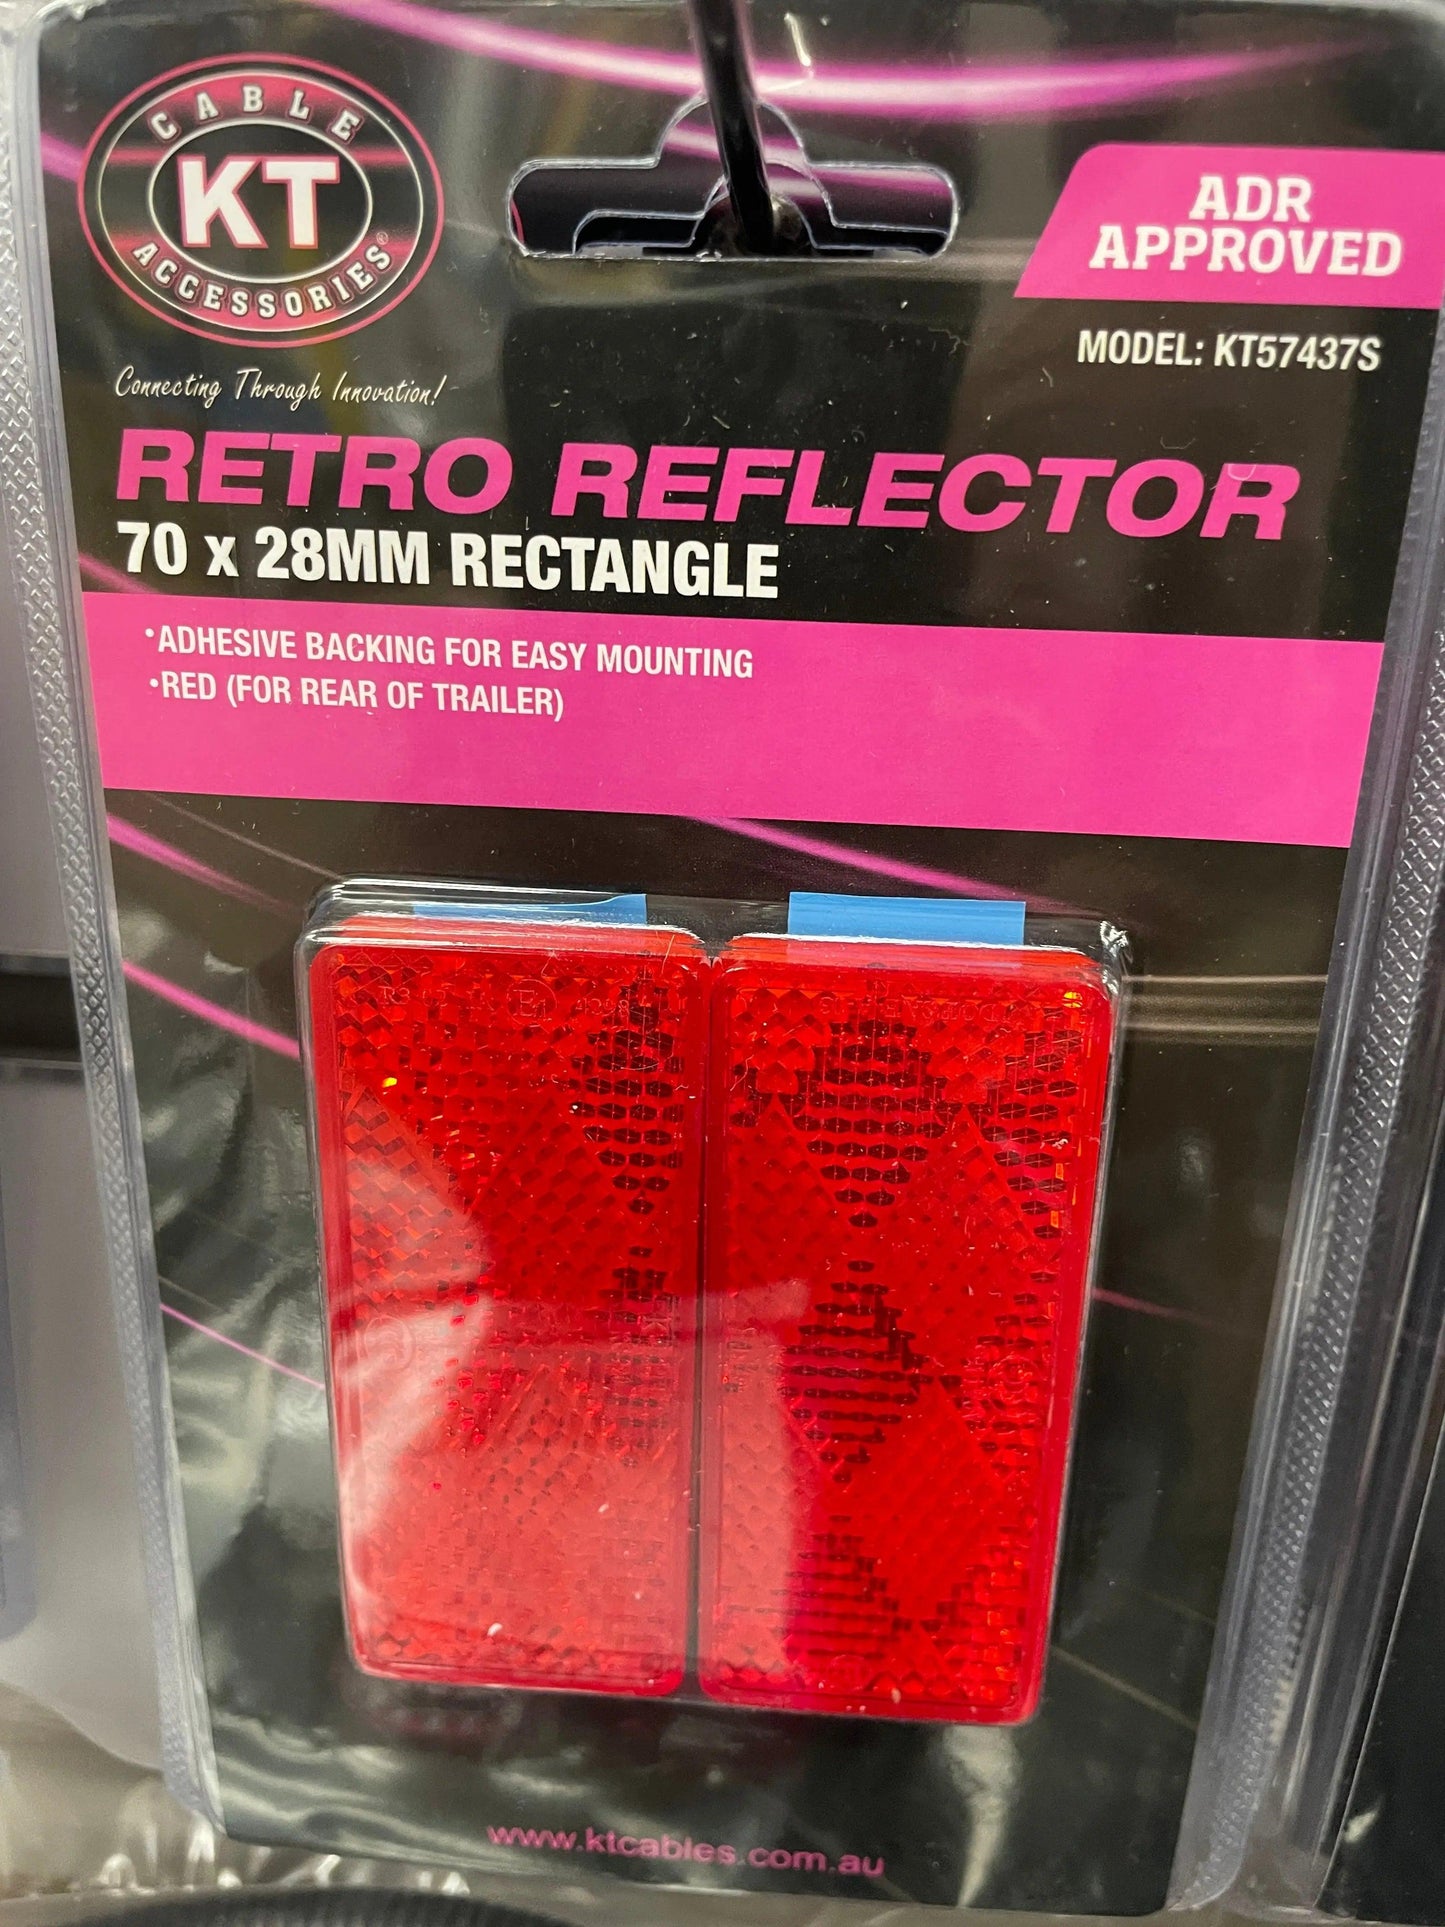 CABLE
KT
ACCESSORIES®
Connecting Through Innovation!
ADR
APPROVED
MODEL: KT57437S
RETRO REFLECTOR
70 x 28MM RECTANGLE
•ADHESIVE BACKING FOR EASY MOUNTING
•RED (FOR REAR OF TRAILER)
www.ktcables.com.au